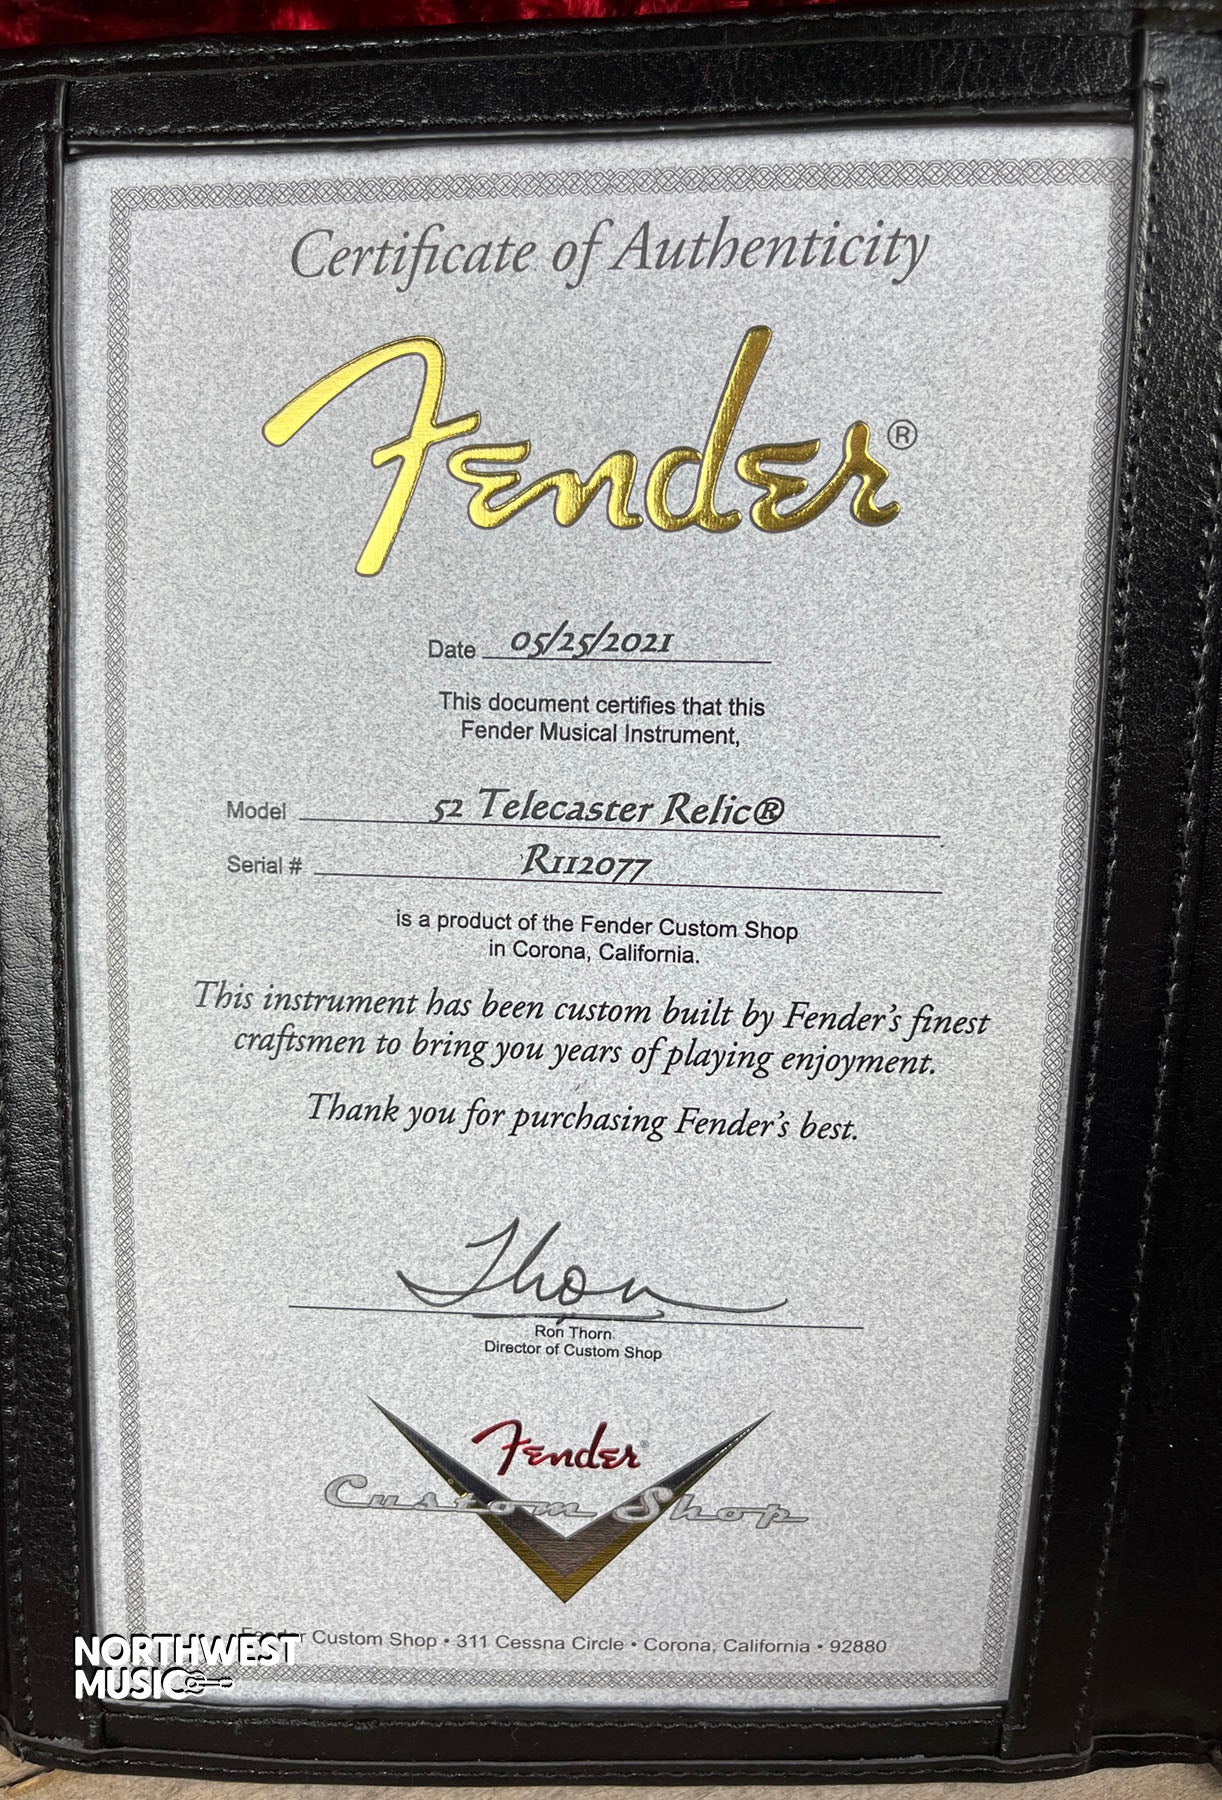 Certificate of Authenticity
Fender®
Date 05/25/2021
This document certifies that this
Fender Musical Instrument,
Model 52 Telecaster Relic®
Serial # R112077
is a product of the Fender Custom Shop
in Corona, California.
This instrument has been custom built by Fender's finest
craftsmen to bring you years of playing enjoyment.
Thank you for purchasing Fender's best.
Thorn
Ron Thorn
Director of Custom Shop
Fender®
Custom Shop
Fender Custom Shop • 311 Cessna Circle • Corona, California • 92880
NORTHWEST
MUSIC